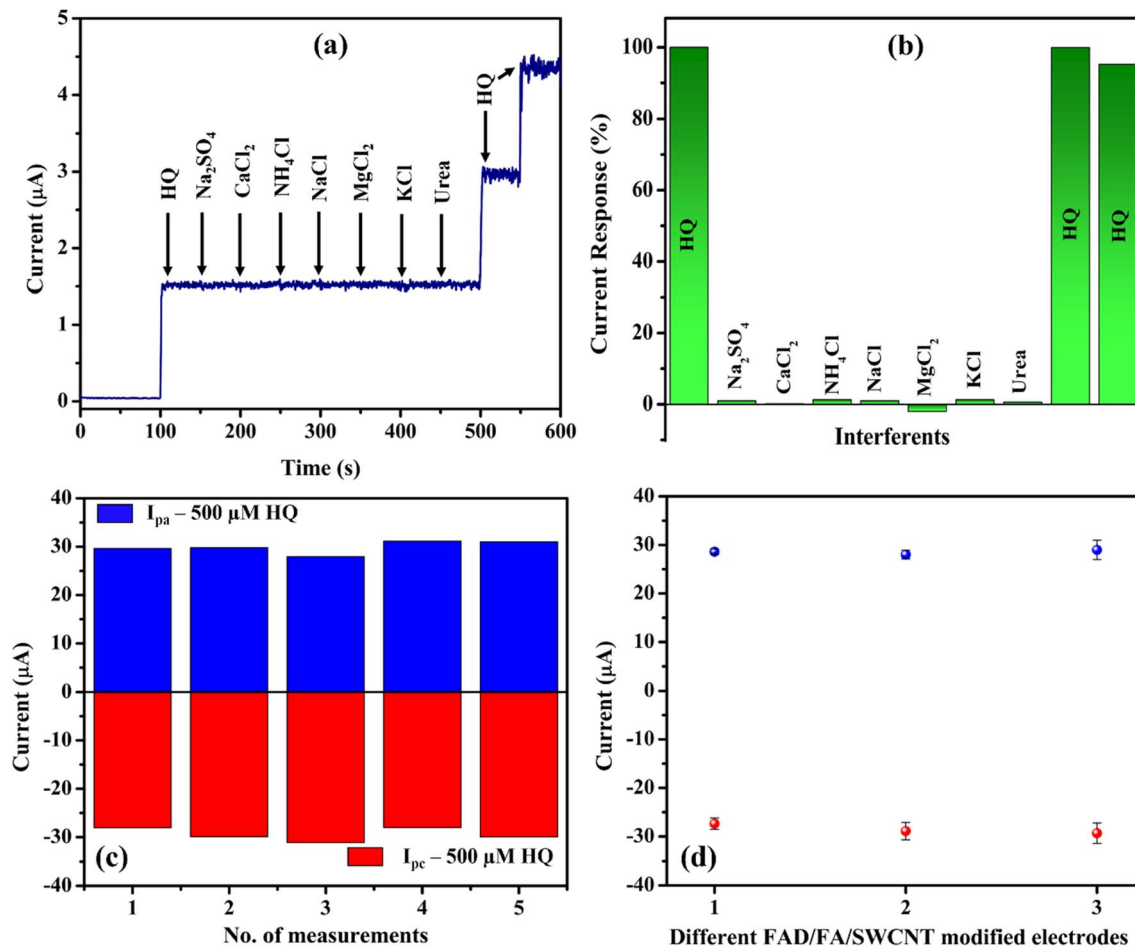 (a)
5
4
3
2
1
0
Current (µA)
HQ
Na₂SO₄
CaCl₂
NH₄Cl
NaCl
MgCl₂
KCl
Urea
HQ
0 100 200 300 400 500 600
Time (s)
(b)
100
80
60
40
20
0
Current Response (%)
HQ
Na₂SO₄
CaCl₂
NH₄Cl
NaCl
MgCl₂
KCl
Urea
HQ
HQ
Interferents
40
30
20
10
0
-10
-20
-30
-40
Current (µA)
Iₚₐ – 500 µM HQ
(c)
I_pc – 500 µM HQ
1 2 3 4 5
No. of measurements
40
30
20
10
0
-10
-20
-30
-40
Current (µA)
(d)
1 2 3
Different FAD/FA/SWCNT modified electrodes